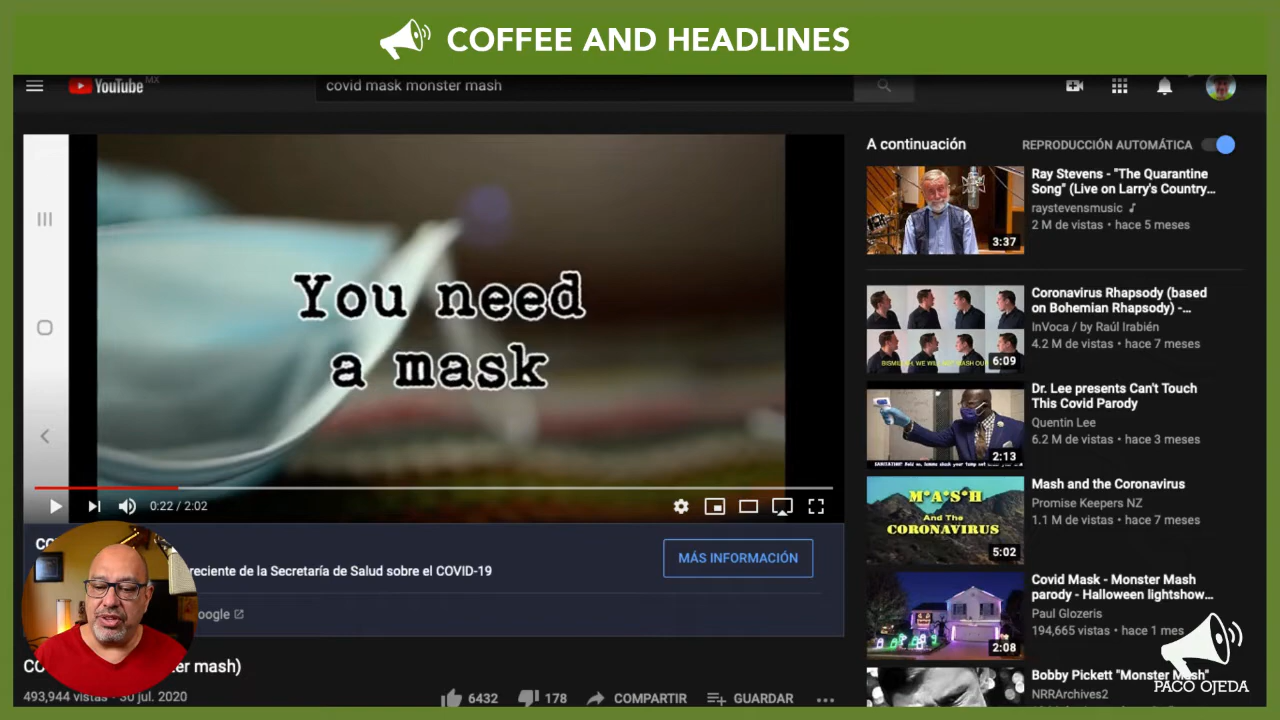 COFFEE AND HEADLINES
YouTube MX
covid mask monster mash
You need
a mask
0:22 / 2:02
CO
reciente de la Secretaría de Salud sobre el COVID-19
MÁS INFORMACIÓN
oogle
CO
er mash)
493,944 vistas · 30 jul. 2020
6432
178
COMPARTIR
GUARDAR
A continuación
REPRODUCCIÓN AUTOMÁTICA
3:37
Ray Stevens - "The Quarantine
Song" (Live on Larry's Country...
raystevensmusic
2 M de vistas • hace 5 meses
6:09
Coronavirus Rhapsody (based
on Bohemian Rhapsody) -...
InVoca / by Raúl Irabién
4.2 M de vistas • hace 7 meses
2:13
Dr. Lee presents Can't Touch
This Covid Parody
Quentin Lee
6.2 M de vistas • hace 3 meses
M*A*S*H
And The
CORONAVIRUS
5:02
Mash and the Coronavirus
Promise Keepers NZ
1.1 M de vistas • hace 7 meses
2:08
Covid Mask - Monster Mash
parody - Halloween lightshow...
Paul Glozeris
194,665 vistas • hace 1 mes
Bobby Pickett "Monster Mash"
NRRArchives2
PACO OJEDA